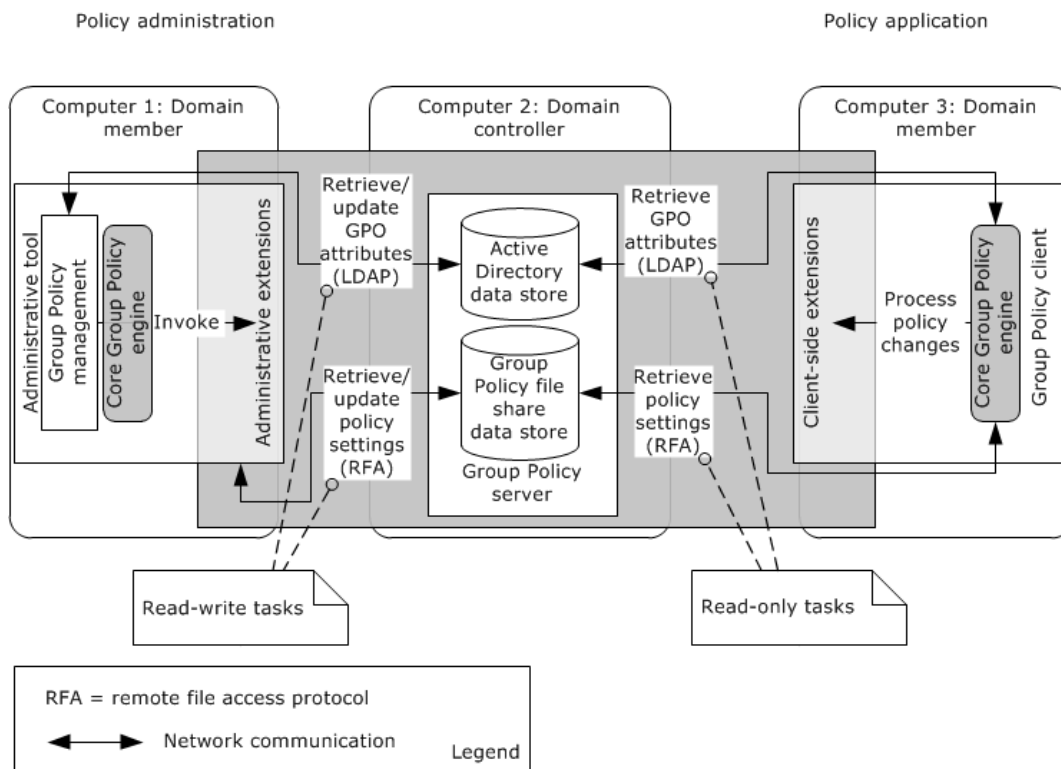 Policy administration
Policy application
Computer 1: Domain
member
Computer 2: Domain
controller
Computer 3: Domain
member
Administrative tool
Group Policy
management
Core Group Policy
engine
Invoke
Administrative extensions
Retrieve/
update
GPO
attributes
(LDAP)
Retrieve/
update
policy
settings
(RFA)
Active
Directory
data store
Group
Policy file
share
data store
Group Policy
server
Retrieve
GPO
attributes
(LDAP)
Retrieve
policy
settings
(RFA)
Client-side extensions
Process
policy
changes
Core Group Policy
engine
Group Policy client
Read-write tasks
Read-only tasks
RFA = remote file access protocol
Network communication
Legend